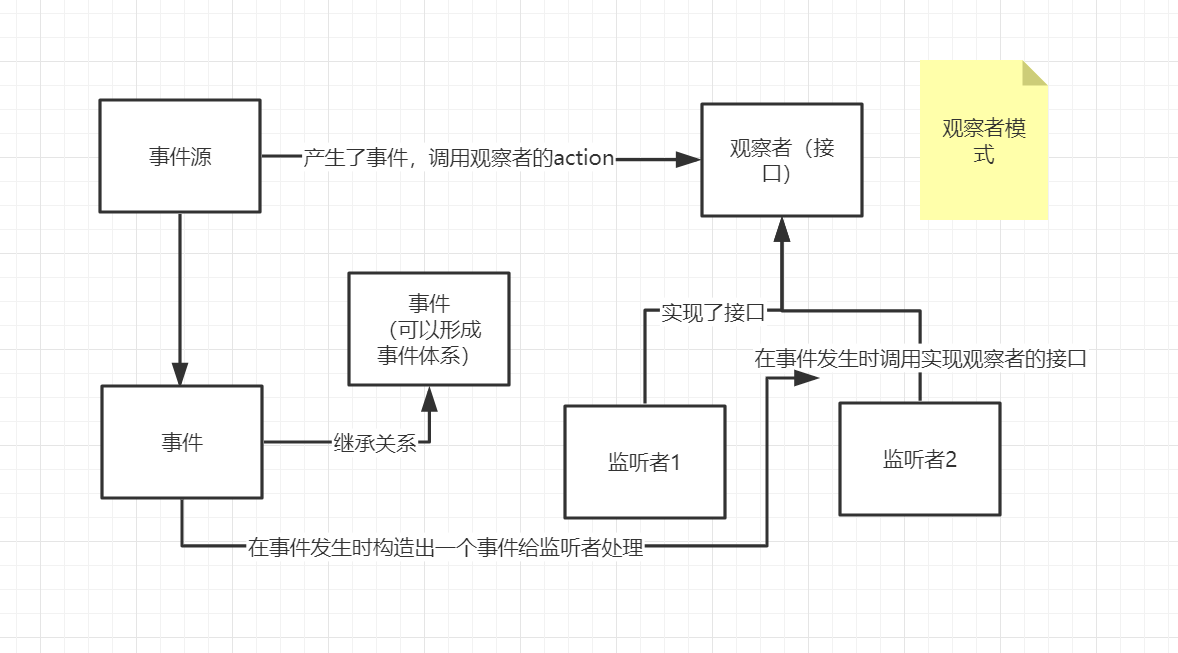 事件源
产生了事件，调用观察者的action
观察者（接
口）
观察者模
式
事件
（可以形成
事件体系）
实现了接口
在事件发生时调用实现观察者的接口
事件
继承关系
监听者1
监听者2
在事件发生时构造出一个事件给监听者处理